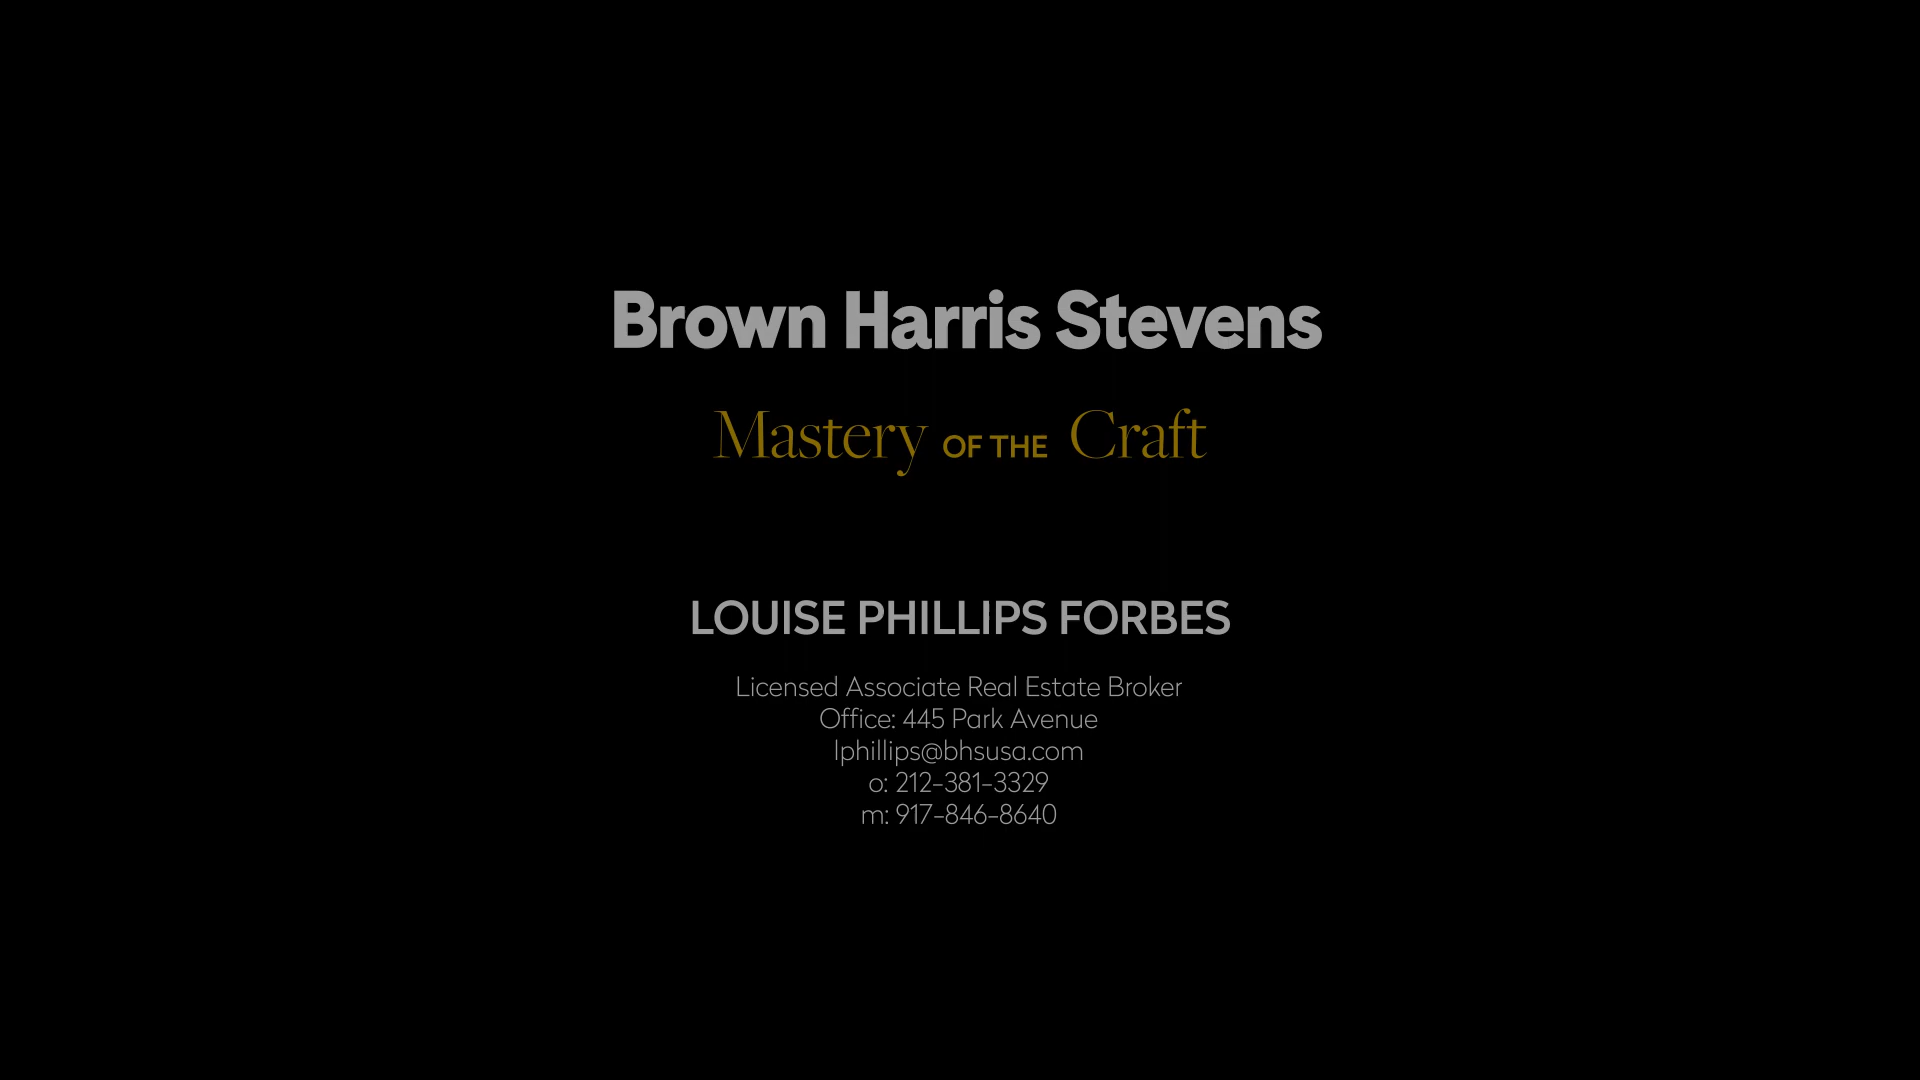 Brown Harris Stevens
Mastery OF THE Craft
LOUISE PHILLIPS FORBES
Licensed Associate Real Estate Broker
Office: 445 Park Avenue
lphillips@bhsusa.com
o: 212-381-3329
m: 917-846-8640